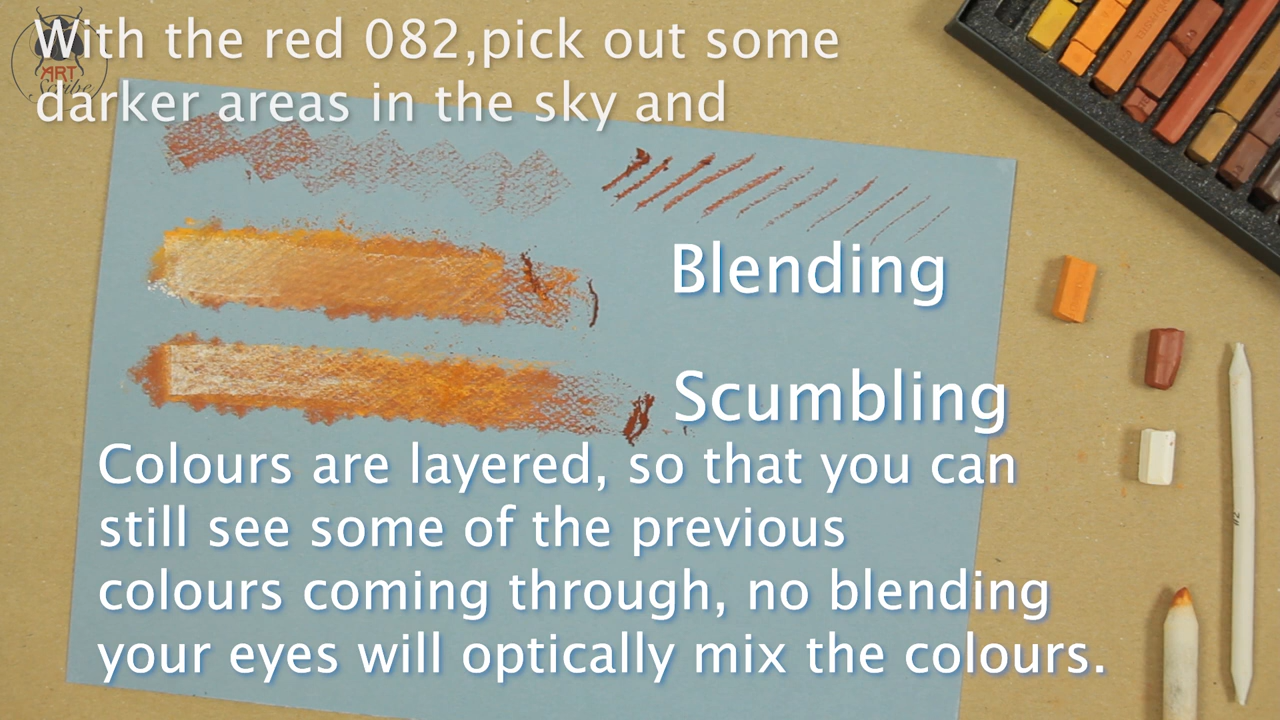 With the red 082,pick out some
darker areas in the sky and
ART
Scribe
Blending
Scumbling
Colours are layered, so that you can
still see some of the previous
colours coming through, no blending
your eyes will optically mix the colours.